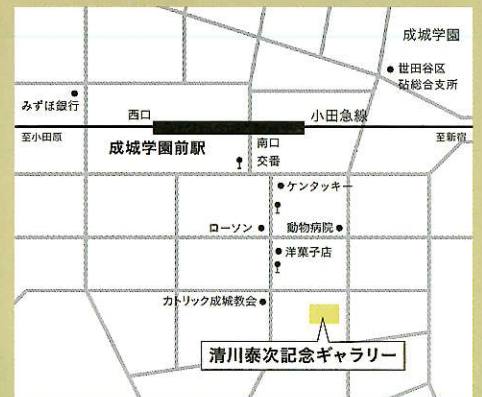 成城学園
世田谷区
砧総合支所
みずほ銀行
西口
小田急線
至小田原
至新宿
成城学園前駅
南口
交番
ケンタッキー
ローソン
動物病院
洋菓子店
カトリック成城教会
清川泰次記念ギャラリー